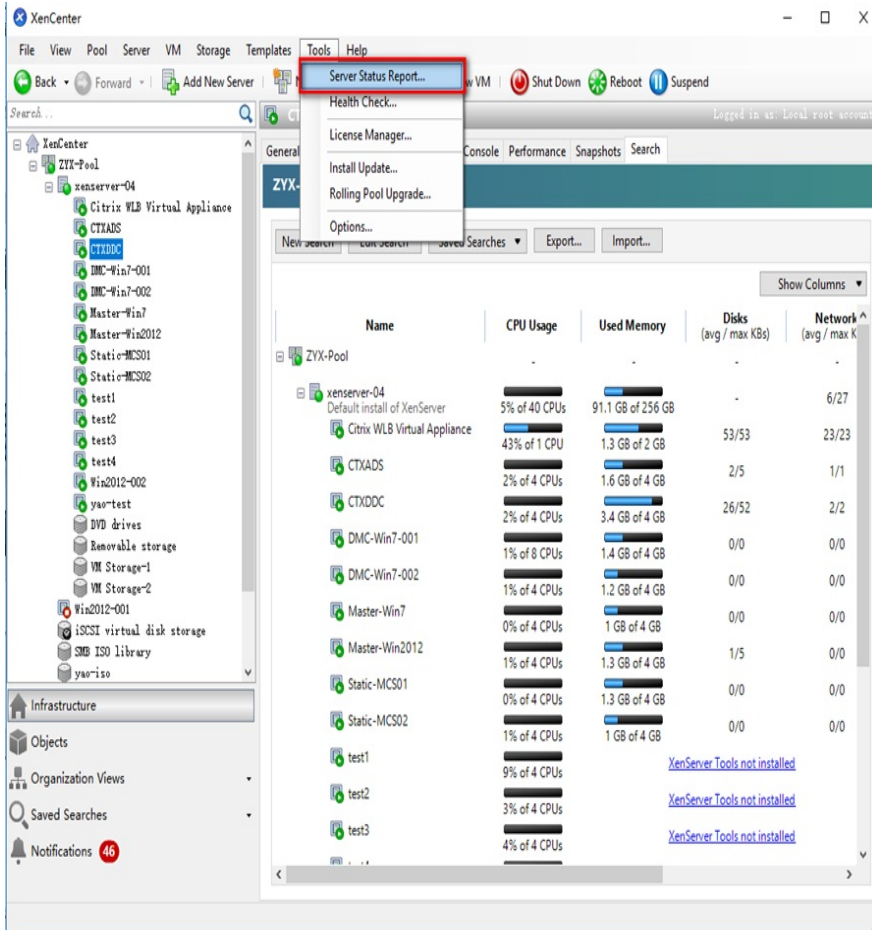 XenCenter
File View Pool Server VM Storage Templates Tools Help
Back Forward Add New Server VM Shut Down Reboot Suspend
Server Status Report...
Health Check...
License Manager...
Install Update...
Rolling Pool Upgrade...
Options...
Search...
Logged in as: Local root account
General Console Performance Snapshots Search
XenCenter
ZYX-Pool
xenserver-04
Citrix WLB Virtual Appliance
CTXADS
CTXDDC
DMC-Win7-001
DMC-Win7-002
Master-Win7
Master-Win2012
Static-MCS01
Static-MCS02
test1
test2
test3
test4
Win2012-002
yao-test
DVD drives
Removable storage
VM Storage-1
VM Storage-2
Win2012-001
iSCSI virtual disk storage
SMB ISO library
yao-iso
Infrastructure
Objects
Organization Views
Saved Searches
Notifications 46
ZYX-
New Search Edit Search Saved Searches Export... Import...
Show Columns
Name CPU Usage Used Memory Disks Network
(avg / max KBs) (avg / max K
ZYX-Pool - - - -
xenserver-04 - 6/27
Default install of XenServer 5% of 40 CPUs 91.1 GB of 256 GB
Citrix WLB Virtual Appliance 53/53 23/23
43% of 1 CPU 1.3 GB of 2 GB
CTXADS 2/5 1/1
2% of 4 CPUs 1.6 GB of 4 GB
CTXDDC 26/52 2/2
2% of 4 CPUs 3.4 GB of 4 GB
DMC-Win7-001 0/0 0/0
1% of 8 CPUs 1.4 GB of 4 GB
DMC-Win7-002 0/0 0/0
1% of 4 CPUs 1.2 GB of 4 GB
Master-Win7 0/0 0/0
0% of 4 CPUs 1 GB of 4 GB
Master-Win2012 1/5 0/0
1% of 4 CPUs 1.3 GB of 4 GB
Static-MCS01 0/0 0/0
0% of 4 CPUs 1.3 GB of 4 GB
Static-MCS02 0/0 0/0
1% of 4 CPUs 1 GB of 4 GB
test1 XenServer Tools not installed
9% of 4 CPUs
test2 XenServer Tools not installed
3% of 4 CPUs
test3 XenServer Tools not installed
4% of 4 CPUs